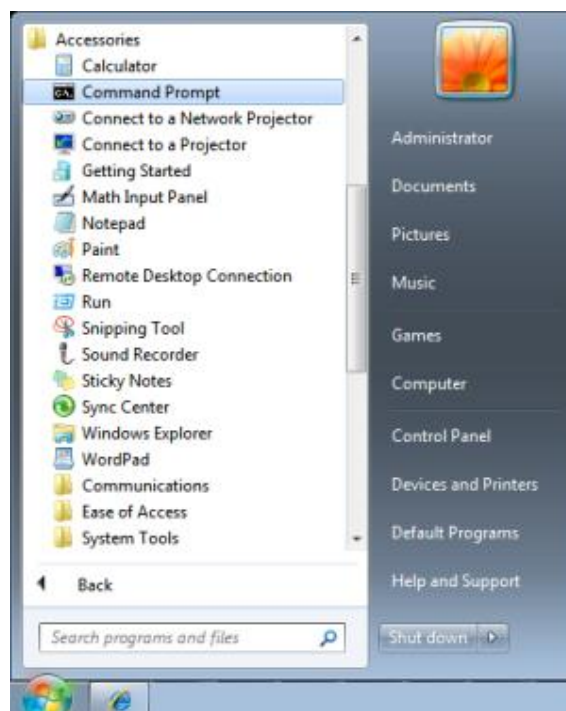 Accessories
Calculator
Command Prompt
Connect to a Network Projector
Connect to a Projector
Getting Started
Math Input Panel
Notepad
Paint
Remote Desktop Connection
Run
Snipping Tool
Sound Recorder
Sticky Notes
Sync Center
Windows Explorer
WordPad
Communications
Ease of Access
System Tools
Back
Search programs and files
Administrator
Documents
Pictures
Music
Games
Computer
Control Panel
Devices and Printers
Default Programs
Help and Support
Shut down